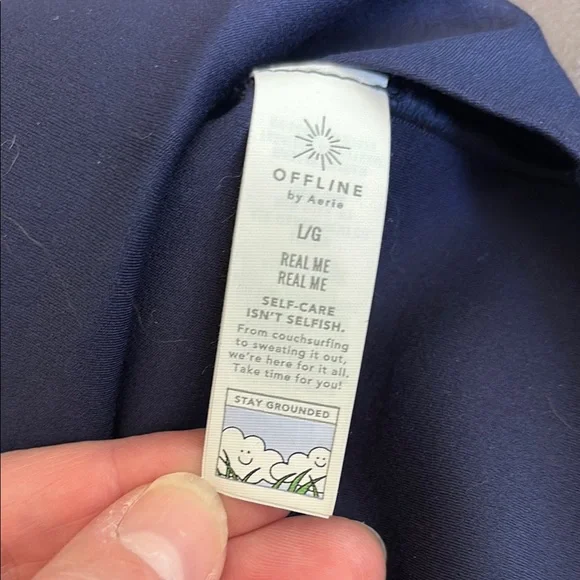 OFFLINE
by Aerie
L/G
REAL ME
REAL ME
SELF-CARE
ISN'T SELFISH.
From couchsurfing
to sweating it out,
we're here for it all.
Take time for you!
STAY GROUNDED